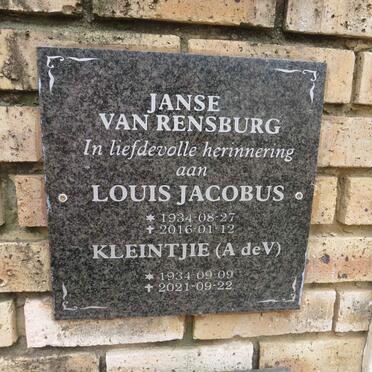 JANSE
VAN RENSBURG
In liefdevolle herinnering
aan
LOUIS JACOBUS
* 1934-08-27
✝ 2016-01-12
KLEINTJIE (A deV)
* 1934-09-09
✝ 2021-09-22